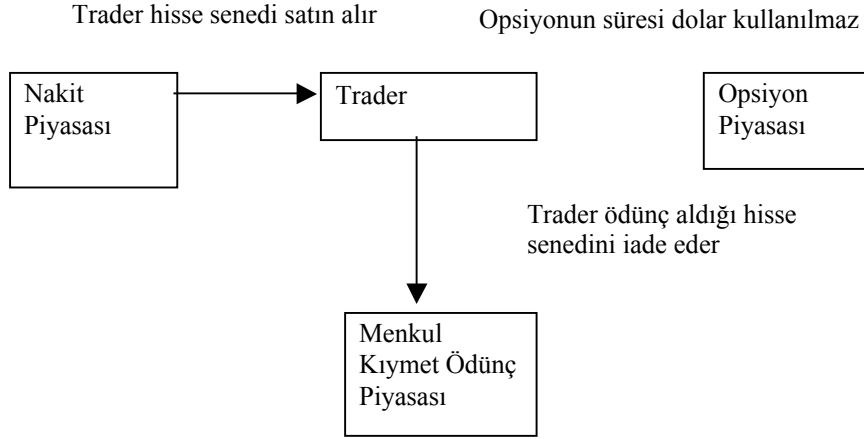 Trader hisse senedi satın alır
Opsiyonun süresi dolar kullanılmaz
Nakit
Piyasası
Trader
Opsiyon
Piyasası
Trader ödünç aldığı hisse
senedini iade eder
Menkul
Kıymet Ödünç
Piyasası